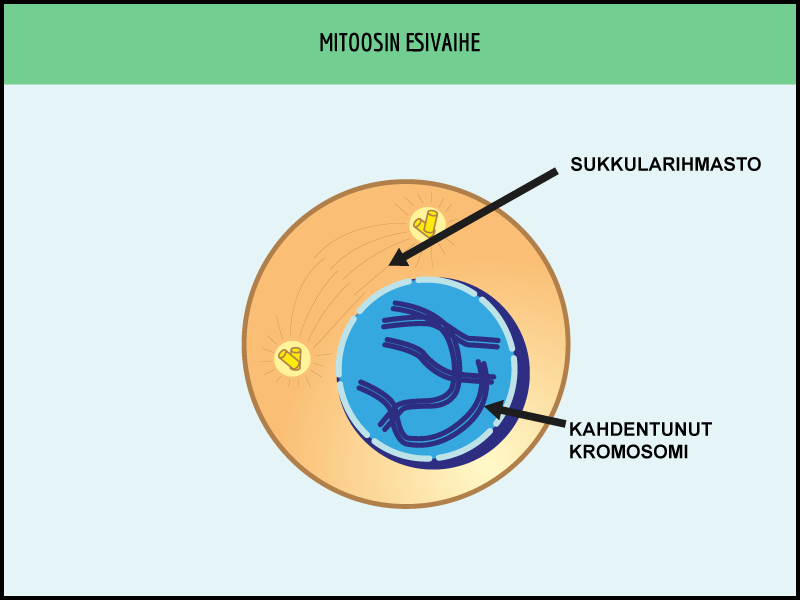 MITOOSIN ESIVAIHE
SUKKULARIHMASTO
KAHDENTUNUT
KROMOSOMI